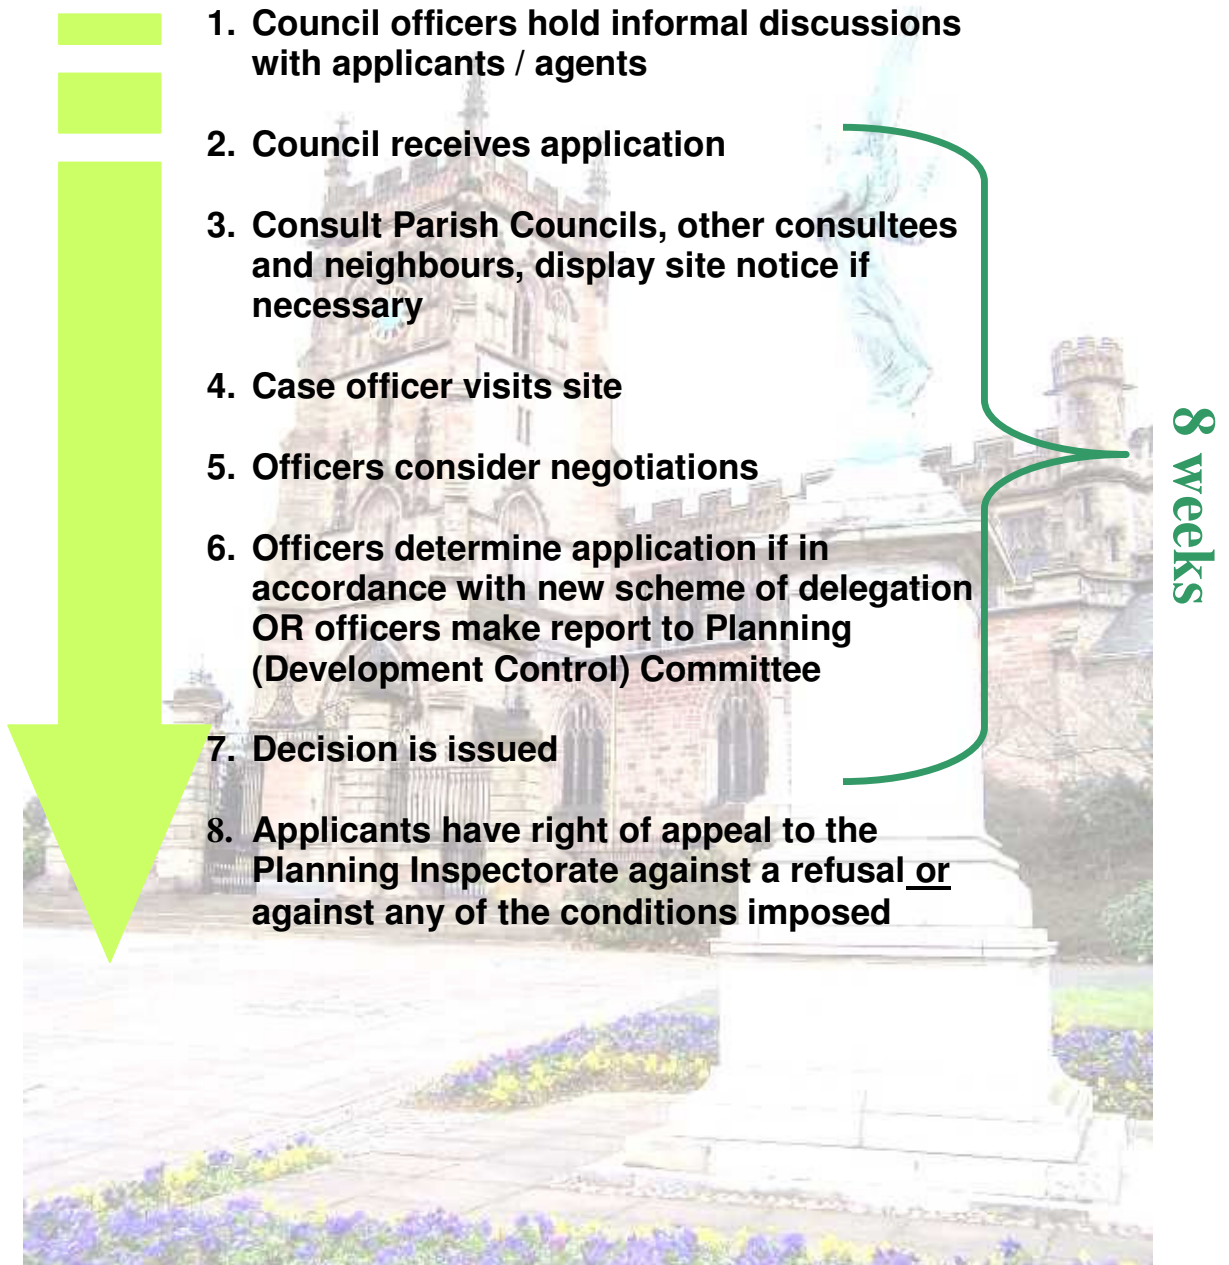 1. Council officers hold informal discussions
with applicants / agents
2. Council receives application
3. Consult Parish Councils, other consultees
and neighbours, display site notice if
necessary
4. Case officer visits site
5. Officers consider negotiations
6. Officers determine application if in
accordance with new scheme of delegation
OR officers make report to Planning
(Development Control) Committee
7. Decision is issued
8. Applicants have right of appeal to the
Planning Inspectorate against a refusal or
against any of the conditions imposed
8 weeks